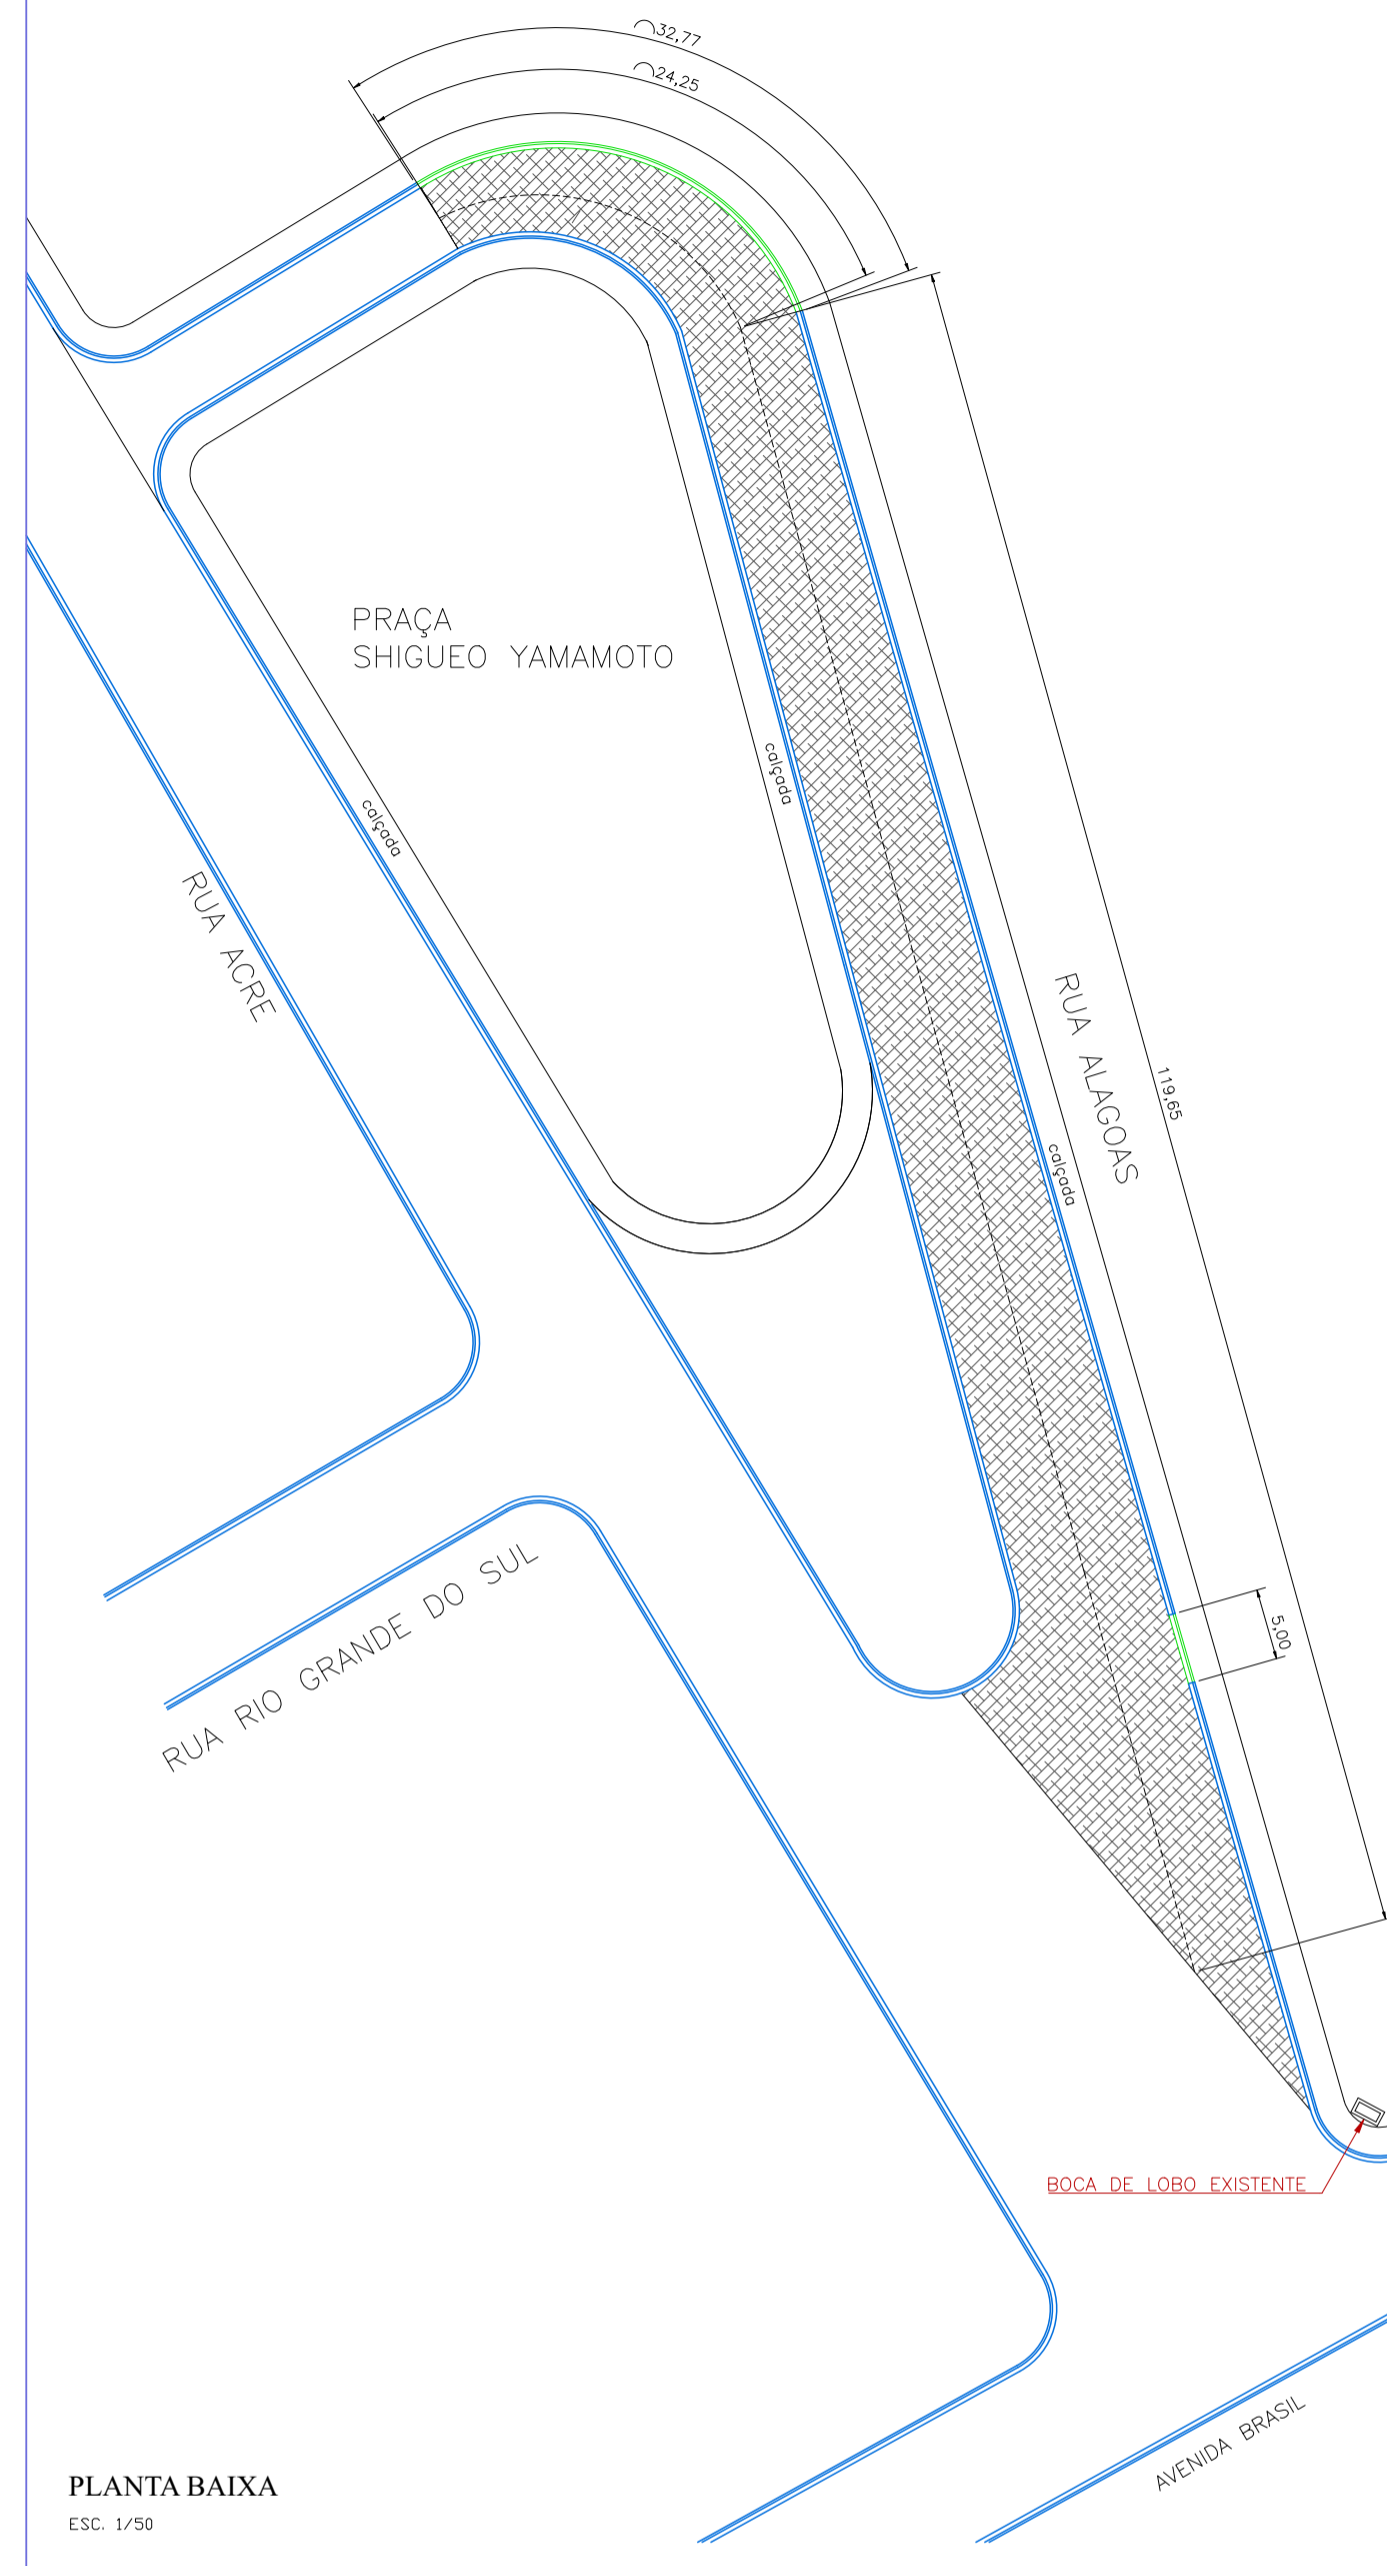 32,77
24,25
PRAÇA
SHIGUEO YAMAMOTO
calçada
calçada
RUA ACRE
RUA ALAGOAS
119,65
calçada
5,00
RUA RIO GRANDE DO SUL
BOCA DE LOBO EXISTENTE
AVENIDA BRASIL
PLANTA BAIXA
ESC. 1/50